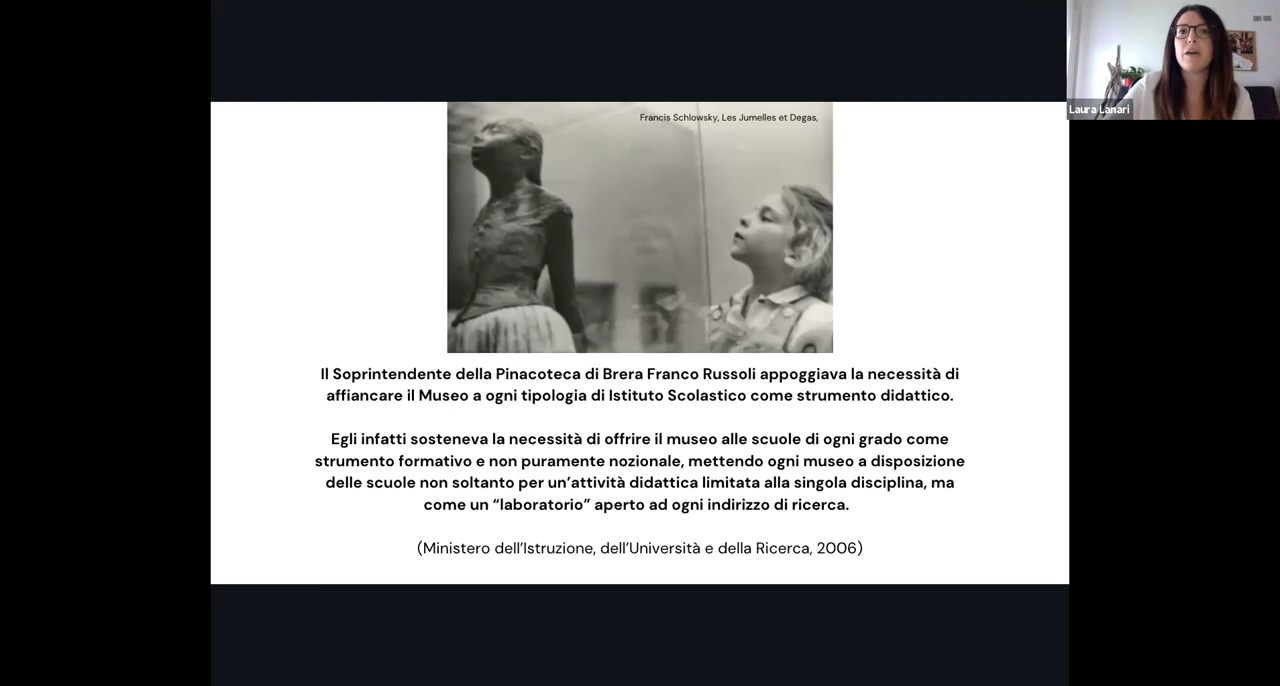 Laura Lanari
Francis Schlowsky, Les Jumelles et Degas,
Il Soprintendente della Pinacoteca di Brera Franco Russoli appoggiava la necessità di
affiancare il Museo a ogni tipologia di Istituto Scolastico come strumento didattico.
Egli infatti sosteneva la necessità di offrire il museo alle scuole di ogni grado come
strumento formativo e non puramente nozionale, mettendo ogni museo a disposizione
delle scuole non soltanto per un’attività didattica limitata alla singola disciplina, ma
come un “laboratorio” aperto ad ogni indirizzo di ricerca.
(Ministero dell’Istruzione, dell’Università e della Ricerca, 2006)